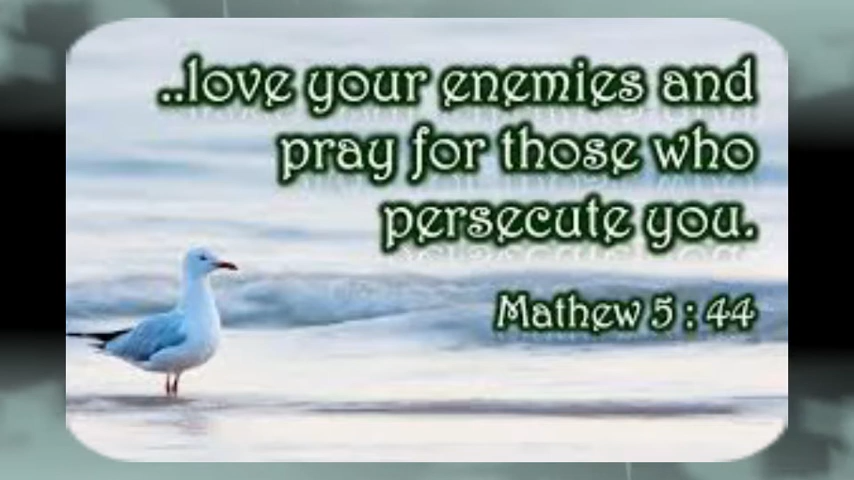 ..love your enemies and
pray for those who
persecute you.
Mathew 5 : 44